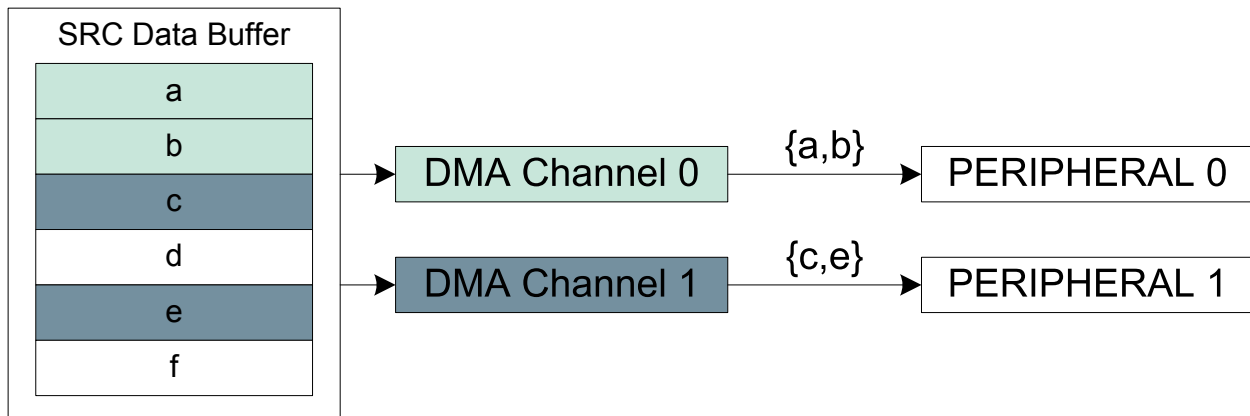 SRC Data Buffer
a
b
c
d
e
f
DMA Channel 0
{a,b}
PERIPHERAL 0
DMA Channel 1
{c,e}
PERIPHERAL 1